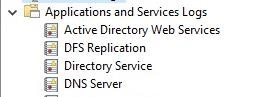 Applications and Services Logs
Active Directory Web Services
DFS Replication
Directory Service
DNS Server